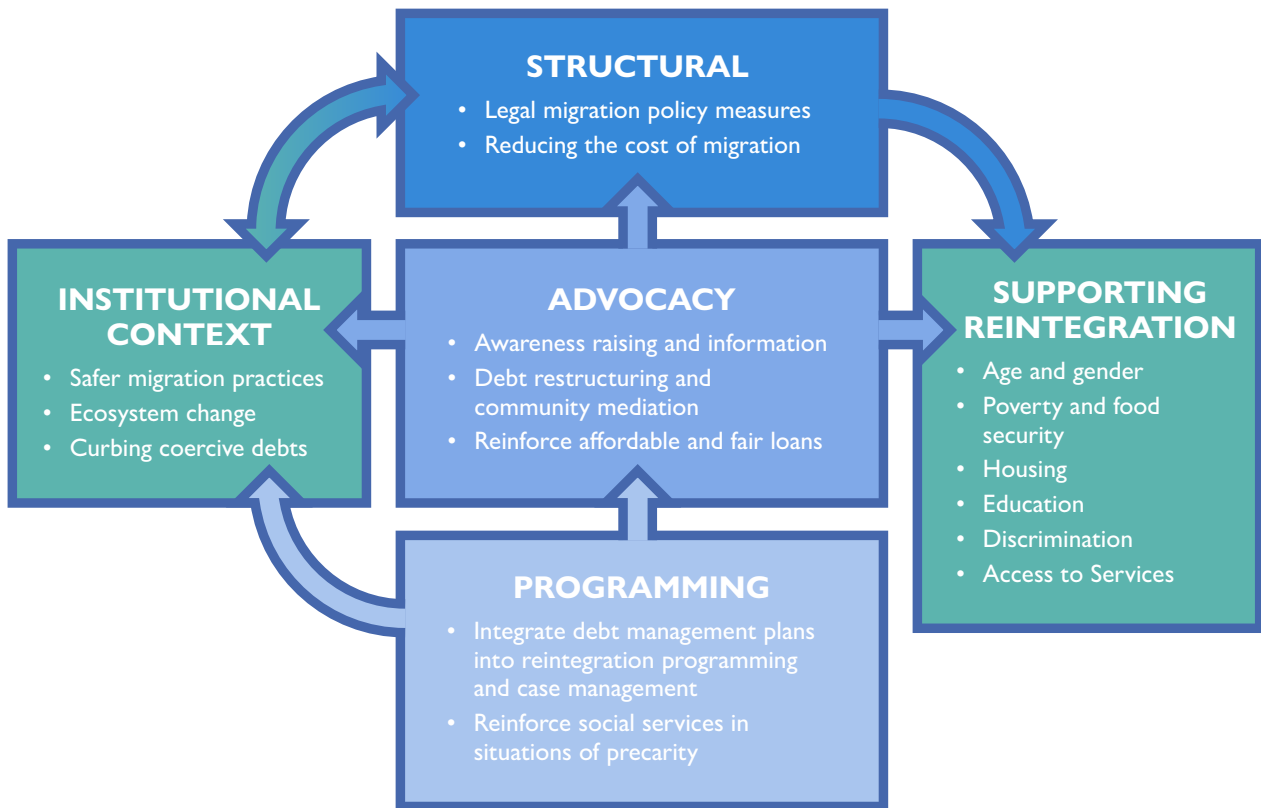 STRUCTURAL
• Legal migration policy measures
• Reducing the cost of migration
INSTITUTIONAL
CONTEXT
• Safer migration practices
• Ecosystem change
• Curbing coercive debts
ADVOCACY
• Awareness raising and information
• Debt restructuring and
community mediation
• Reinforce affordable and fair loans
SUPPORTING
REINTEGRATION
• Age and gender
• Poverty and food
security
• Housing
• Education
• Discrimination
• Access to Services
PROGRAMMING
• Integrate debt management plans
into reintegration programming
and case management
• Reinforce social services in
situations of precarity